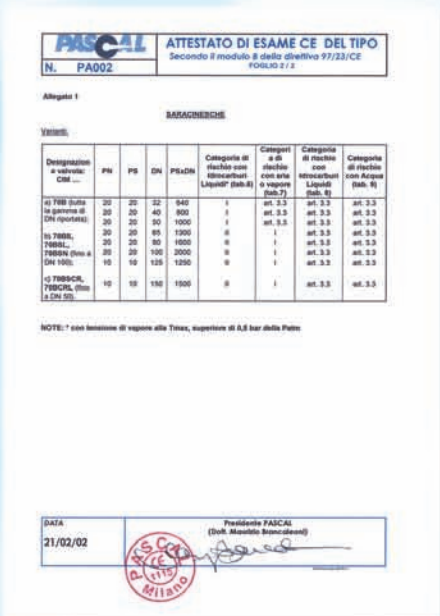 PASCAL
ATTESTATO DI ESAME CE DEL TIPO
Secondo il modulo B della direttiva 97/23/CE
FOGLIO 2 / 2
N. PA002
Allegato 1
SARACINESCHE
Varianti.
Designazion e valvola: CIM ... PN PS DN PSxDN Categoria di rischio con Idrocarburi Liquidi* (tab.6) Categori a di rischio con aria o vapore (tab.7) Categoria di rischio con Idrocarburi Liquidi (tab. 8) Categoria di rischio con Acqua (tab. 9)
a) 70B (tutta la gamma di DN riportata);
b) 70BS, 70BSL, 70BSN (fino a DN 100);
c) 70BSCR, 70BCRL (fino a DN 50).
20 20 32 640 I art. 3.3 art. 3.3 art. 3.3
20 20 40 800 I art. 3.3 art. 3.3 art. 3.3
20 20 50 1000 I art. 3.3 art. 3.3 art. 3.3
20 20 65 1300 II I art. 3.3 art. 3.3
20 20 80 1600 II I art. 3.3 art. 3.3
20 20 100 2000 II I art. 3.3 art. 3.3
10 10 125 1250 II I art. 3.3 art. 3.3
10 10 150 1500 II I art. 3.3 art. 3.3
NOTE: * con tensione di vapore alla Tmax, superiore di 0,5 bar della Patm
DATA
21/02/02
Presidente PASCAL
(Dott. Maurizio Brancaleoni)
PASCAL
CE
1115
Milano